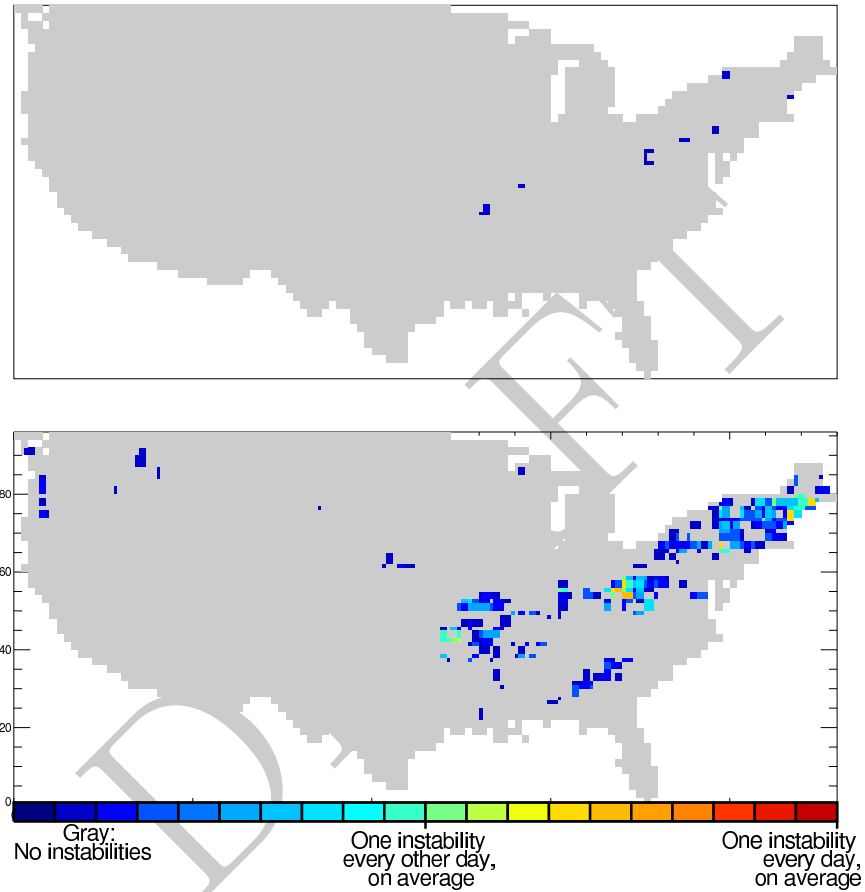 80
60
40
20
0
Gray:
No instabilities
One instability
every other day,
on average
One instability
every day,
on average
DRAFT